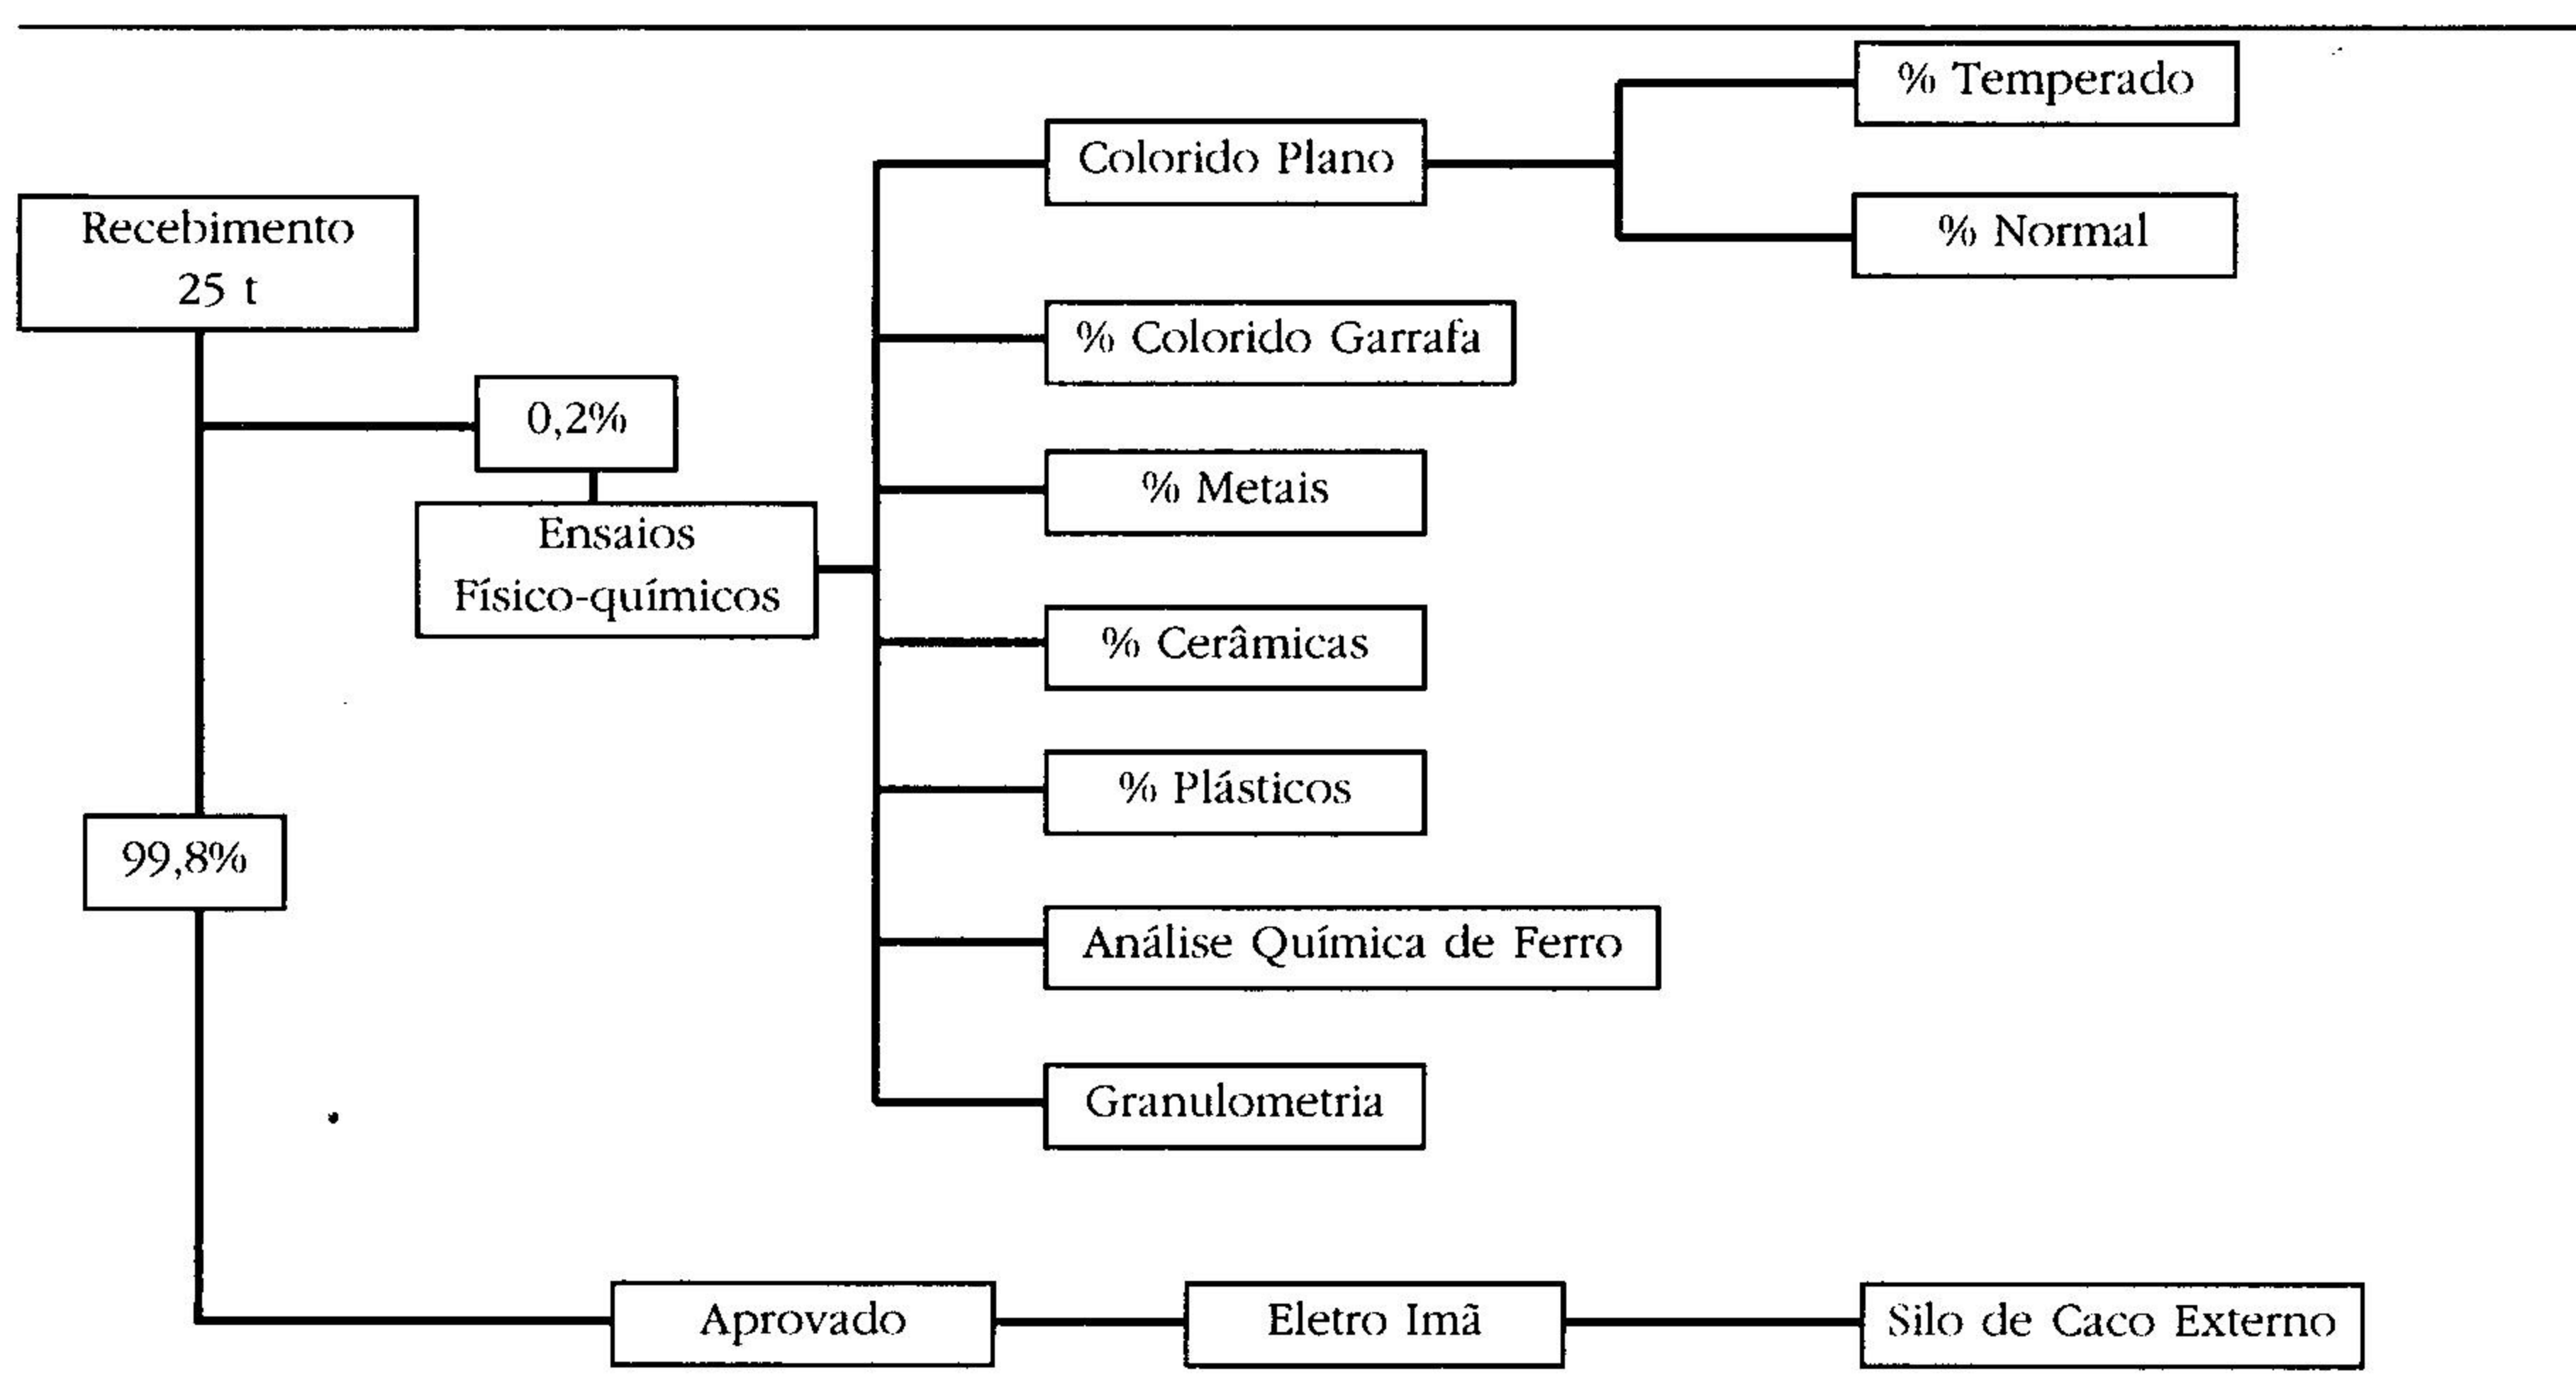 % Temperado
Colorido Plano
Recebimento
25 t
% Normal
% Colorido Garrafa
0,2%
% Metais
Ensaios
Físico-químicos
% Cerâmicas
% Plásticos
99,8%
Análise Química de Ferro
Granulometria
Aprovado
Eletro Imã
Silo de Caco Externo